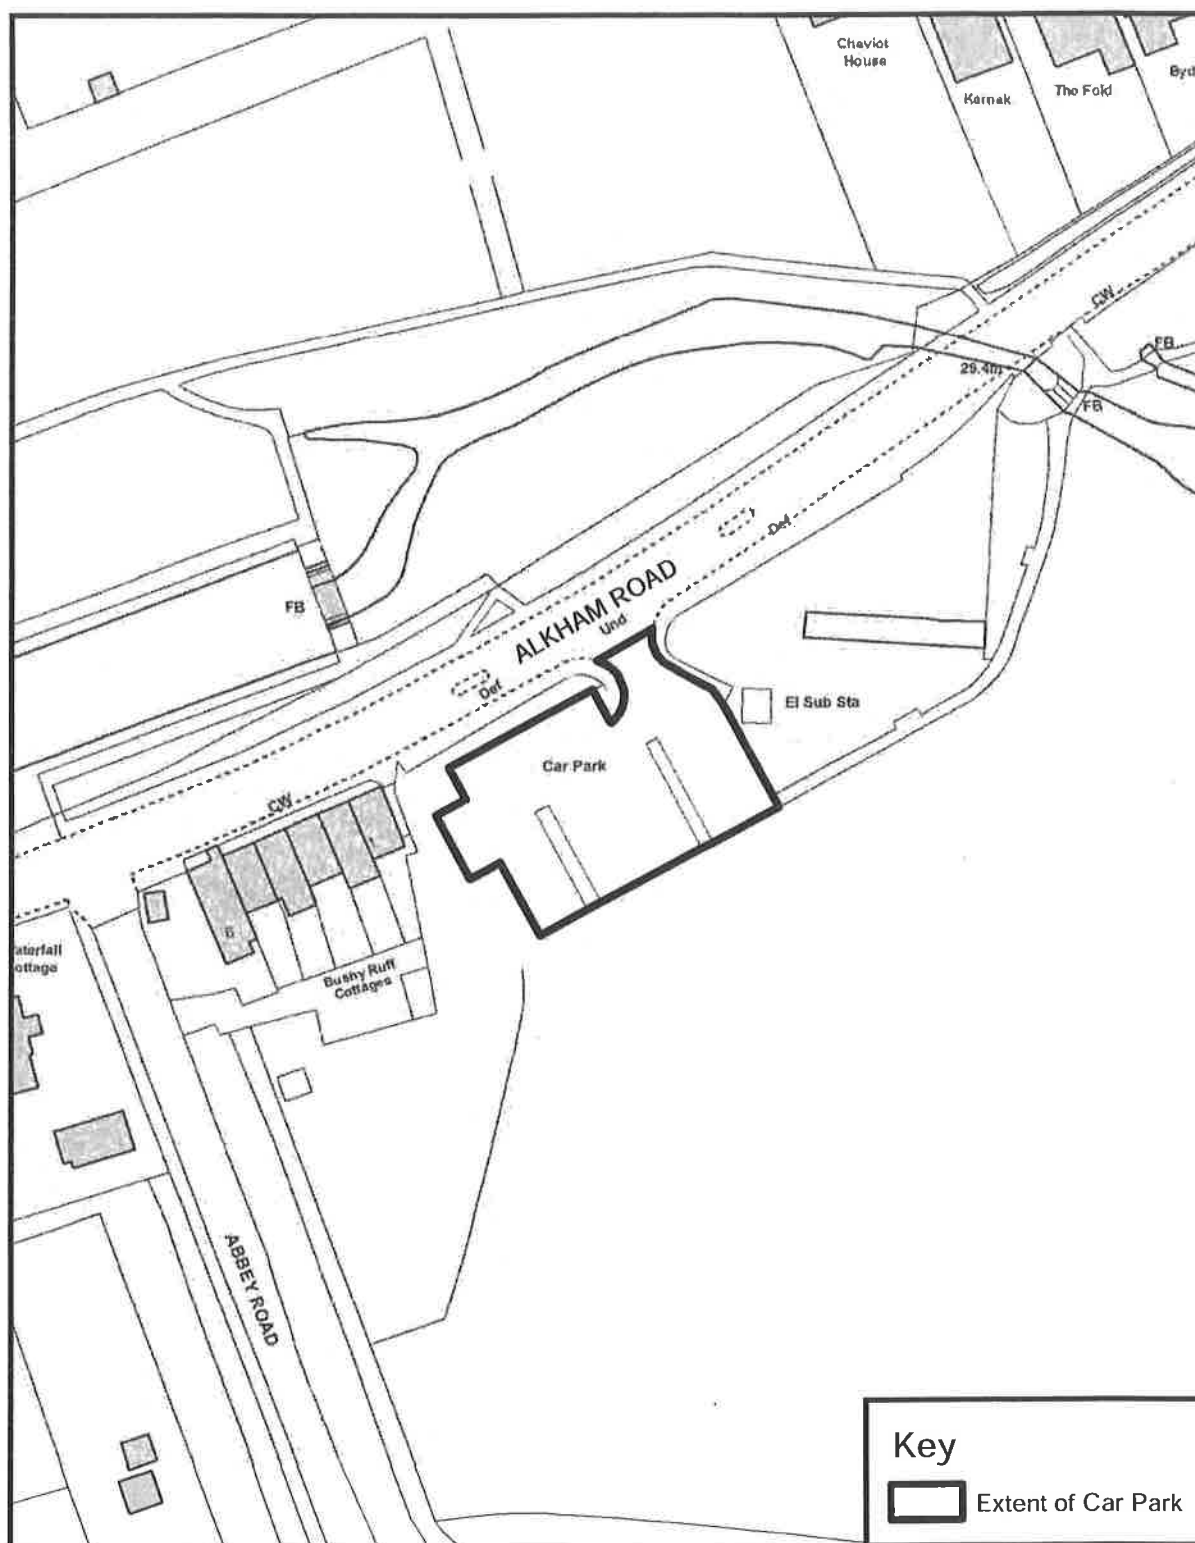 Cheviot
House
Karnak
The Fold
CW
FB
29.4m
FB
Def
ALKHAM ROAD
Und
FB
Def
El Sub Sta
Car Park
CW
6
Bushy Ruff
Cottages
ABBEY ROAD
Key
Extent of Car Park